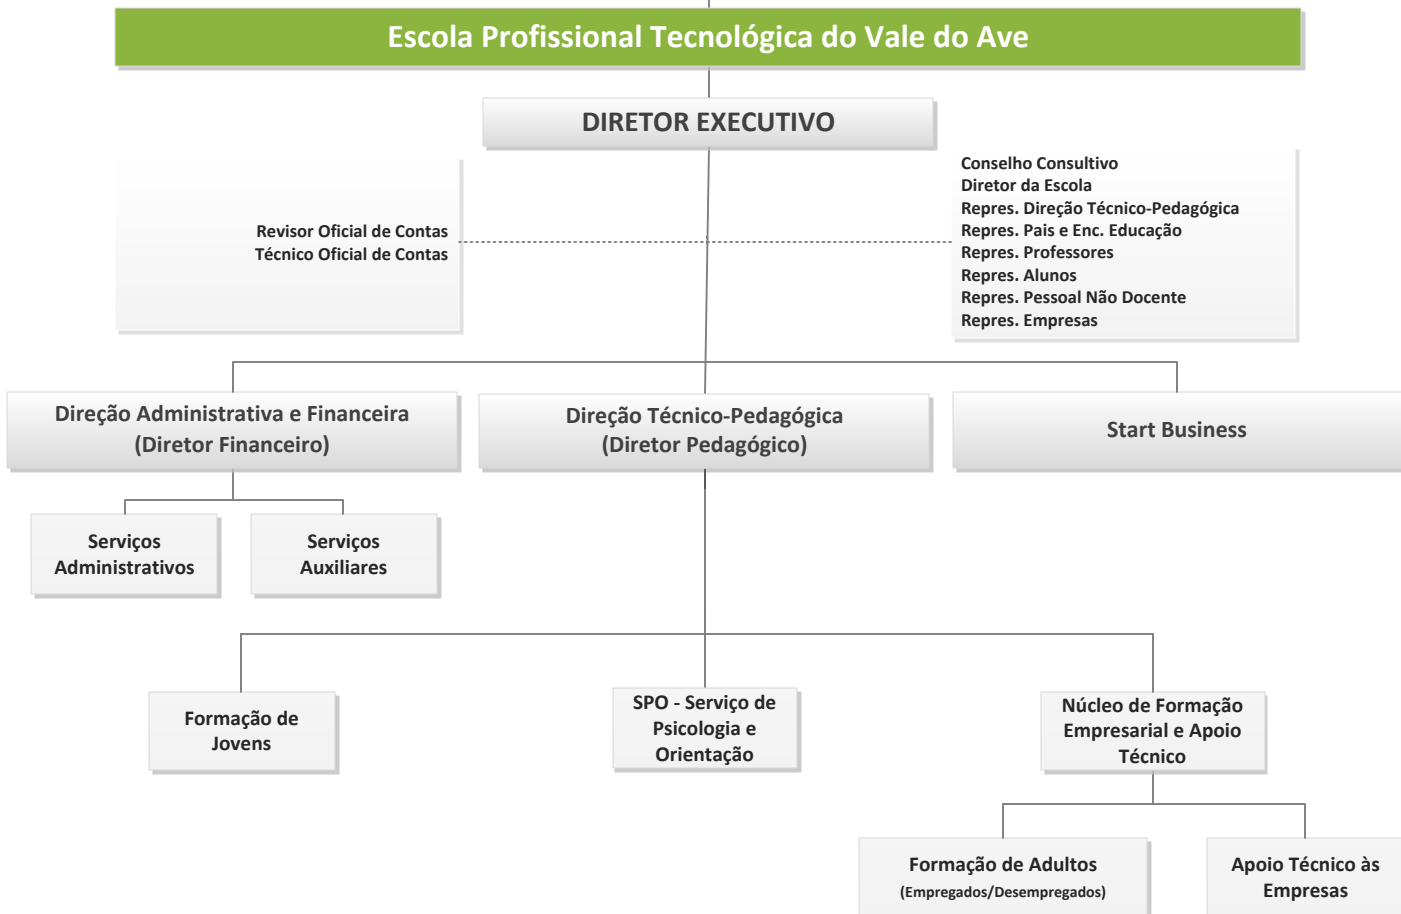 Escola Profissional Tecnológica do Vale do Ave
DIRETOR EXECUTIVO
Revisor Oficial de Contas
Técnico Oficial de Contas
Conselho Consultivo
Diretor da Escola
Repres. Direção Técnico-Pedagógica
Repres. Pais e Enc. Educação
Repres. Professores
Repres. Alunos
Repres. Pessoal Não Docente
Repres. Empresas
Direção Administrativa e Financeira
(Diretor Financeiro)
Direção Técnico-Pedagógica
(Diretor Pedagógico)
Start Business
Serviços
Administrativos
Serviços
Auxiliares
Formação de
Jovens
SPO - Serviço de
Psicologia e
Orientação
Núcleo de Formação
Empresarial e Apoio
Técnico
Formação de Adultos
(Empregados/Desempregados)
Apoio Técnico às
Empresas